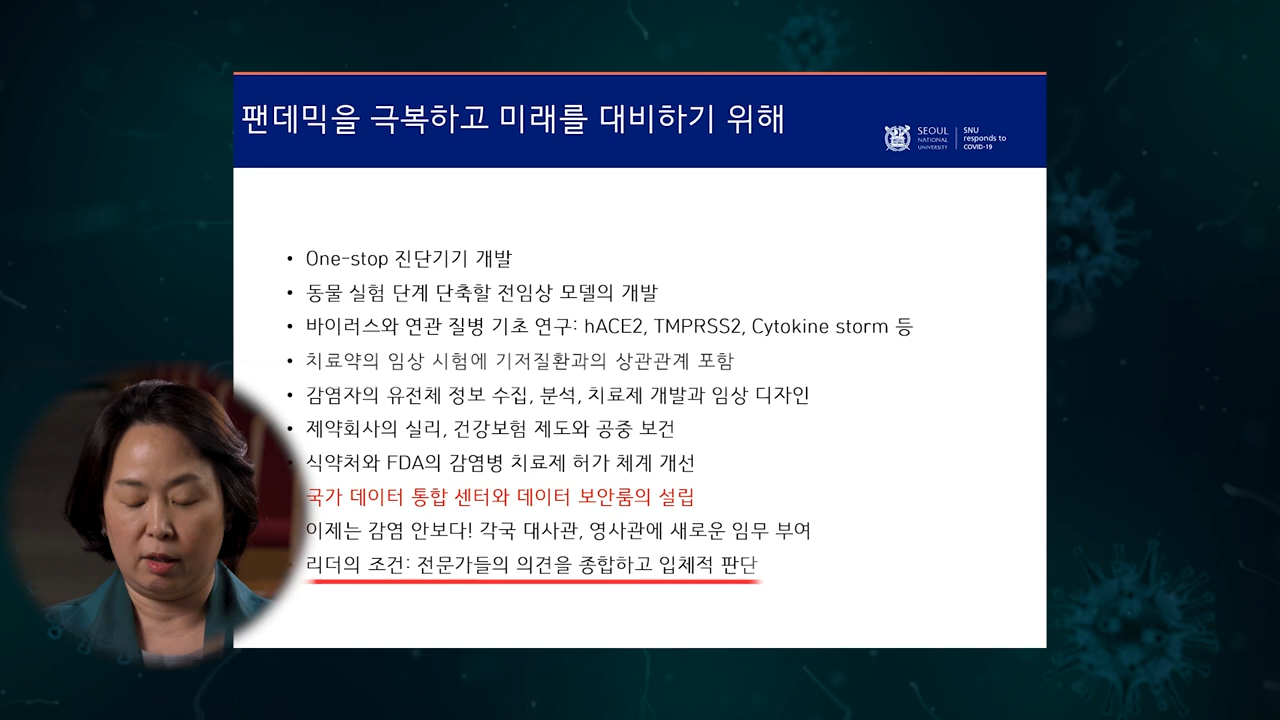 팬데믹을 극복하고 미래를 대비하기 위해
SEOUL
NATIONAL
UNIVERSITY
SNU
responds to
COVID-19
• One-stop 진단기기 개발
• 동물 실험 단계 단축할 전임상 모델의 개발
• 바이러스와 연관 질병 기초 연구: hACE2, TMPRSS2, Cytokine storm 등
• 치료약의 임상 시험에 기저질환과의 상관관계 포함
• 감염자의 유전체 정보 수집, 분석, 치료제 개발과 임상 디자인
• 제약회사의 실리, 건강보험 제도와 공중 보건
• 식약처와 FDA의 감염병 치료제 허가 체계 개선
국가 데이터 통합 센터와 데이터 보안룸의 설립
이제는 감염 안보다! 각국 대사관, 영사관에 새로운 임무 부여
리더의 조건: 전문가들의 의견을 종합하고 입체적 판단